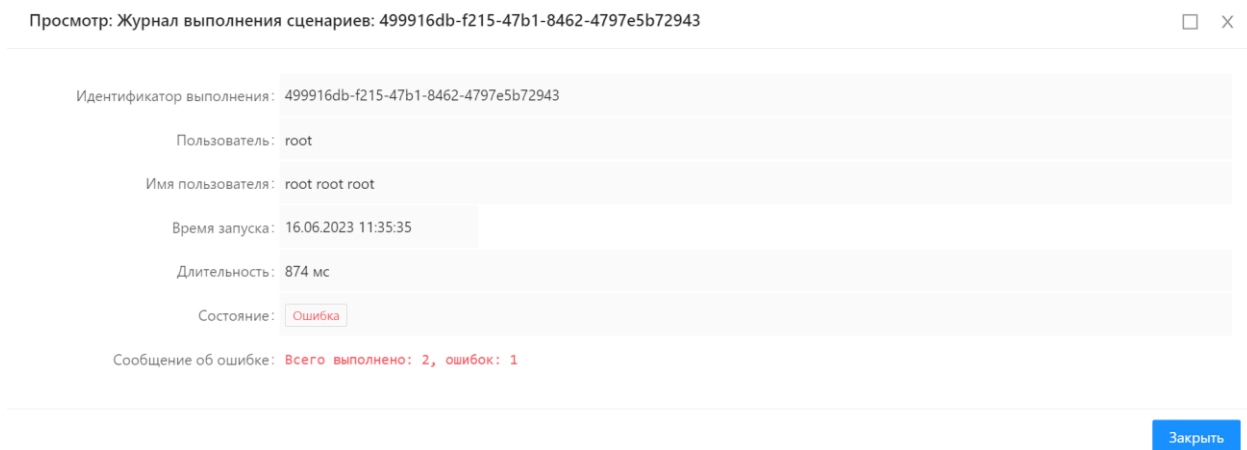 Просмотр: Журнал выполнения сценариев: 499916db-f215-47b1-8462-4797e5b72943
Идентификатор выполнения: 499916db-f215-47b1-8462-4797e5b72943
Пользователь: root
Имя пользователя: root root root
Время запуска: 16.06.2023 11:35:35
Длительность: 874 мс
Состояние: Ошибка
Сообщение об ошибке: Всего выполнено: 2, ошибок: 1
Закрыть